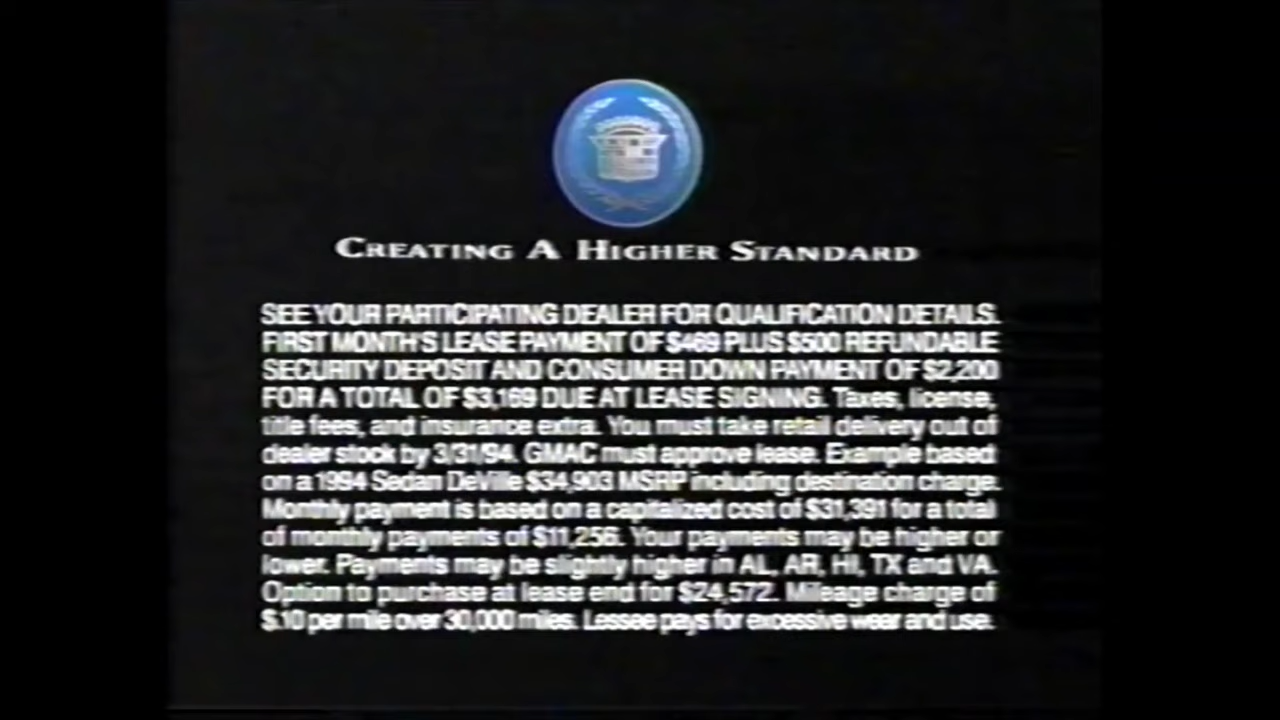 CREATING A HIGHER STANDARD
SEE YOUR PARTICIPATING DEALER FOR QUALIFICATION DETAILS.
FIRST MONTH'S LEASE PAYMENT OF $469 PLUS $500 REFUNDABLE
SECURITY DEPOSIT AND CONSUMER DOWN PAYMENT OF $2,200
FOR A TOTAL OF $3,169 DUE AT LEASE SIGNING. Taxes, license,
title fees, and insurance extra. You must take retail delivery out of
dealer stock by 3/31/94. GMAC must approve lease. Example based
on a 1994 Sedan DeVille $34,903 MSRP including destination charge.
Monthly payment is based on a capitalized cost of $31,391 for a total
of monthly payments of $11,256. Your payments may be higher or
lower. Payments may be slightly higher in AL, AR, HI, TX and VA.
Option to purchase at lease end for $24,572. Mileage charge of
$.10 per mile over 30,000 miles. Lessee pays for excessive wear and use.